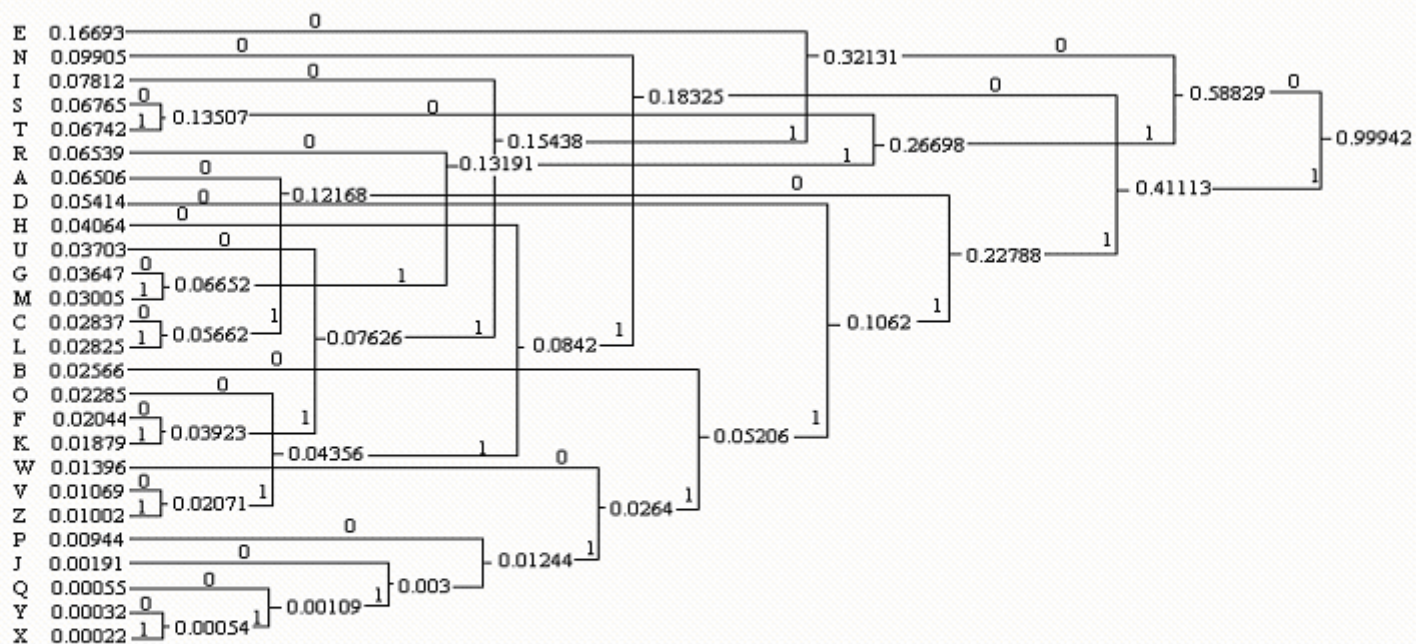 0
E 0.16693
0 0
N 0.09905 0.32131
0
I 0.07812 0 0
0 0.18325 0.58829
S 0.06765 0
0.13507
T 0.06742 1 1 1
0 0.15438 0.26698 0.99942
R 0.06539 1
0 0.13191
A 0.06506 1
0 0.12168 0 0.41113
D 0.05414
0
H 0.04064
0 1
U 0.03703 0.22788
0
G 0.03647 1
0.06652
M 0.03005 1
0 1 1
C 0.02837 0.1062
1 1 1
0.05662 0.07626
L 0.02825 1 0.0842
0
B 0.02566
0
O 0.02285
0
F 0.02044 1 1
0.03923 0.05206
K 0.01879 1 1
0.04356 0
W 0.01396
0
V 0.01069 1 1
0.02071 0.0264
Z 0.01002 1
0
P 0.00944
0 1
J 0.00191 0.01244
0
Q 0.00055 1 0.003
0 0.00109
Y 0.00032 1
0.00054
X 0.00022 1